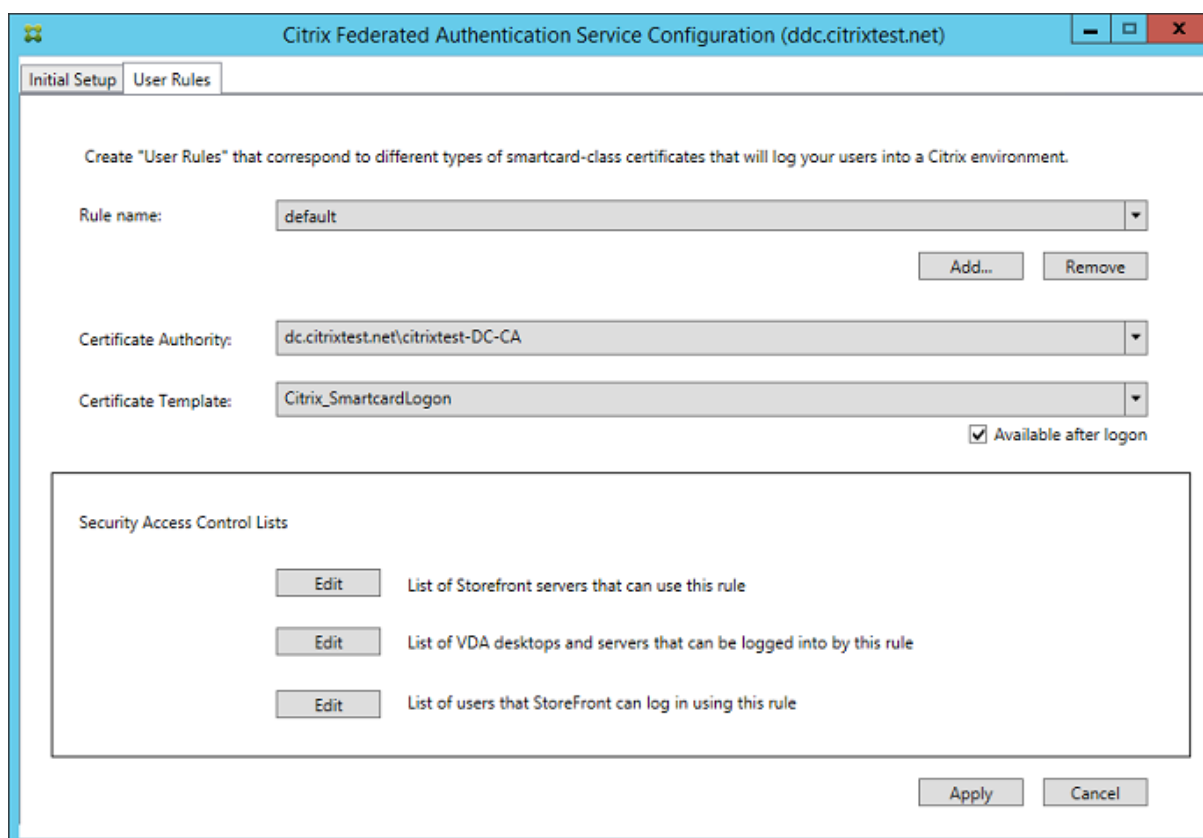 Citrix Federated Authentication Service Configuration (ddc.citrixtest.net)
Initial Setup
User Rules
Create "User Rules" that correspond to different types of smartcard-class certificates that will log your users into a Citrix environment.
Rule name:
default
Add...
Remove
Certificate Authority:
dc.citrixtest.net\citrixtest-DC-CA
Certificate Template:
Citrix_SmartcardLogon
Available after logon
Security Access Control Lists
Edit
List of Storefront servers that can use this rule
Edit
List of VDA desktops and servers that can be logged into by this rule
Edit
List of users that StoreFront can log in using this rule
Apply
Cancel